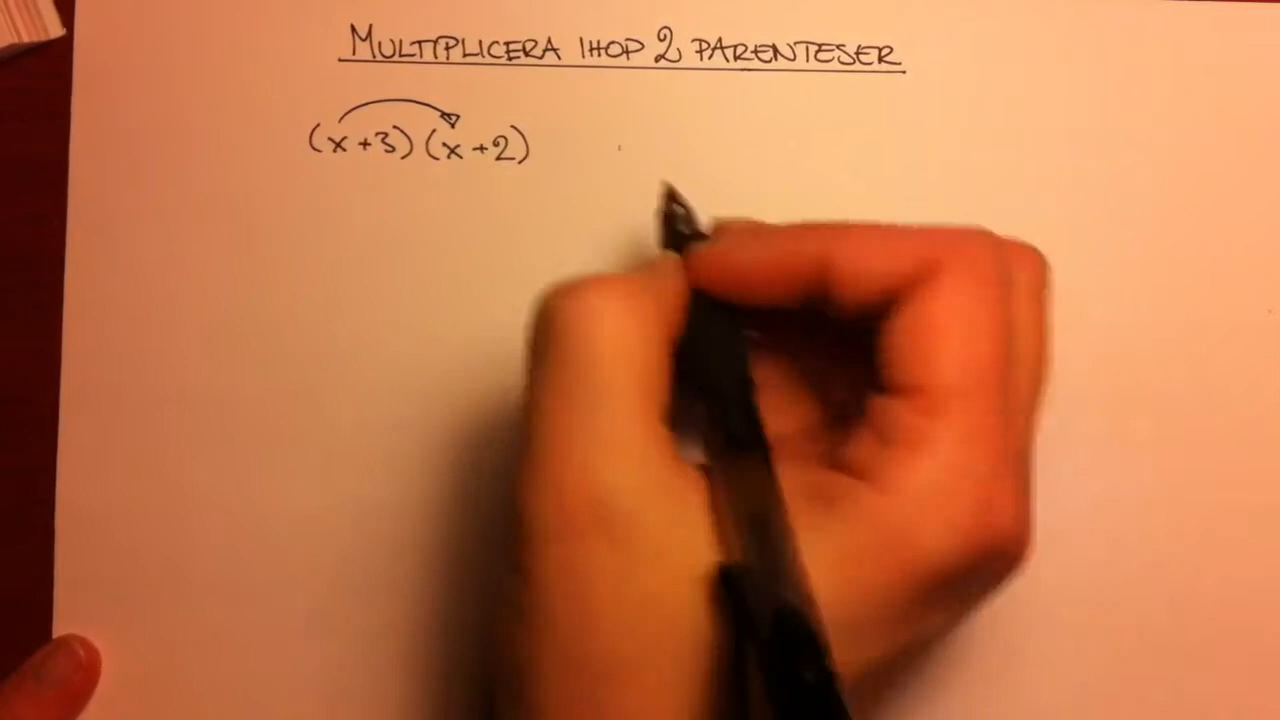 MULTIPLICERA IHOP 2 PARENTESER
(x+3)(x+2)